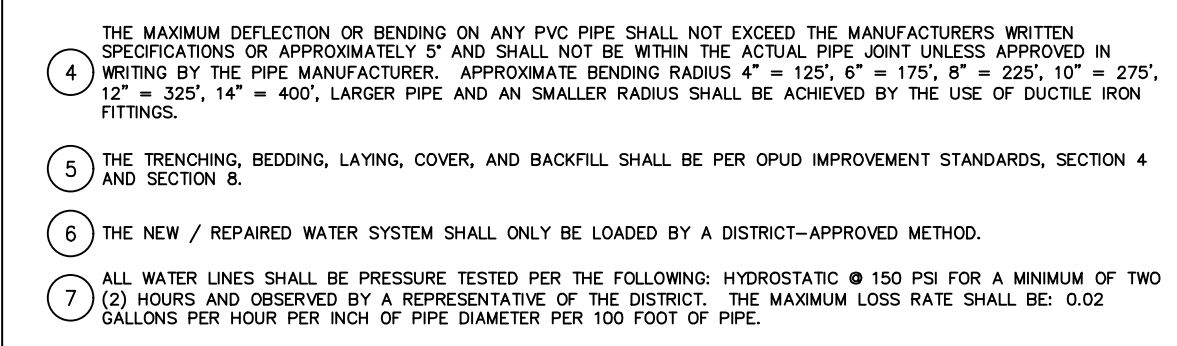 THE MAXIMUM DEFLECTION OR BENDING ON ANY PVC PIPE SHALL NOT EXCEED THE MANUFACTURERS WRITTEN
SPECIFICATIONS OR APPROXIMATELY 5° AND SHALL NOT BE WITHIN THE ACTUAL PIPE JOINT UNLESS APPROVED IN
4 WRITING BY THE PIPE MANUFACTURER. APPROXIMATE BENDING RADIUS 4" = 125', 6" = 175', 8" = 225', 10" = 275',
12" = 325', 14" = 400', LARGER PIPE AND AN SMALLER RADIUS SHALL BE ACHIEVED BY THE USE OF DUCTILE IRON
FITTINGS.
5 THE TRENCHING, BEDDING, LAYING, COVER, AND BACKFILL SHALL BE PER OPUD IMPROVEMENT STANDARDS, SECTION 4
AND SECTION 8.
6 THE NEW / REPAIRED WATER SYSTEM SHALL ONLY BE LOADED BY A DISTRICT-APPROVED METHOD.
ALL WATER LINES SHALL BE PRESSURE TESTED PER THE FOLLOWING: HYDROSTATIC @ 150 PSI FOR A MINIMUM OF TWO
7 (2) HOURS AND OBSERVED BY A REPRESENTATIVE OF THE DISTRICT. THE MAXIMUM LOSS RATE SHALL BE: 0.02
GALLONS PER HOUR PER INCH OF PIPE DIAMETER PER 100 FOOT OF PIPE.